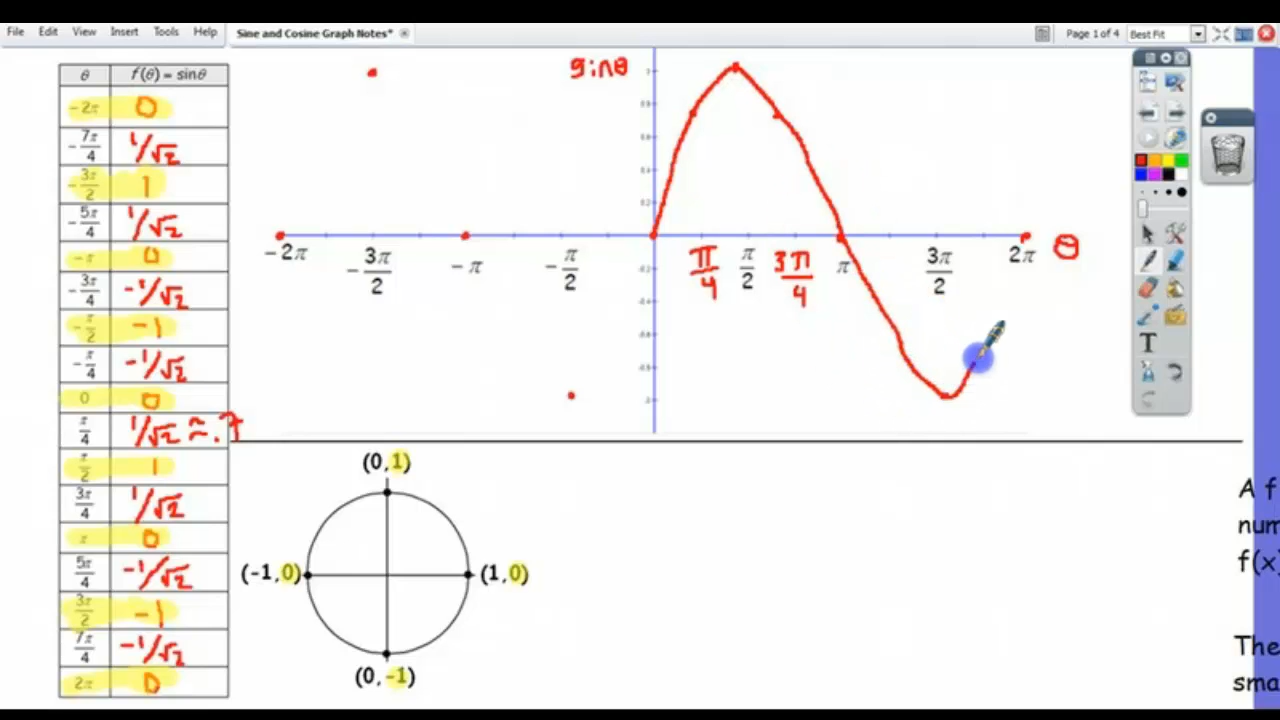 File Edit View Insert Tools Help
Sine and Cosine Graph Notes*
Page 1 of 4 Best Fit
θ f(θ) = sinθ
-2π 0
-7π/4 1/√2
-3π/2 1
-5π/4 1/√2
-π 0
-3π/4 -1/√2
-π/2 -1
-π/4 -1/√2
0 0
π/4 1/√2 ≈ .7
π/2 1
3π/4 1/√2
π 0
5π/4 -1/√2
3π/2 -1
7π/4 -1/√2
2π 0
sinθ
-2π -3π/2 -π -π/2 π/4 π/2 3π/4 π 3π/2 2π θ
(0,1)
(-1,0) (1,0)
(0,-1)
T
A f
num
f(x)
The
sma